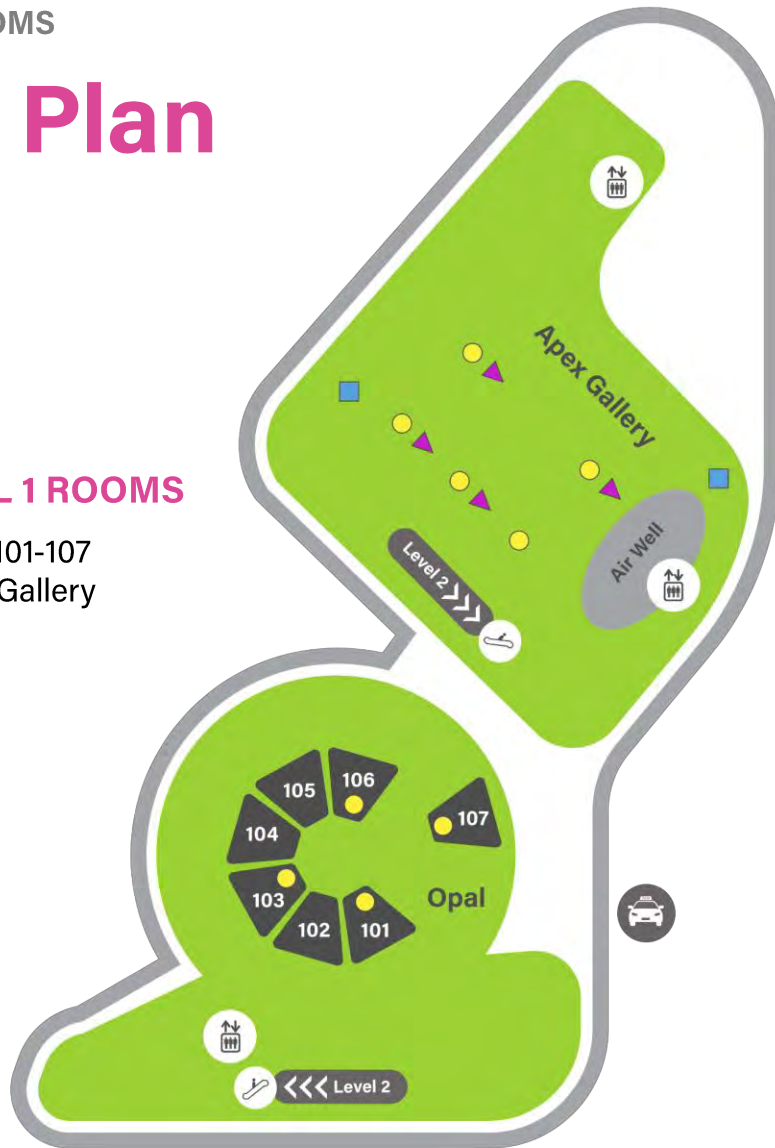 OOMS
Plan
L 1 ROOMS
101-107
Gallery
Apex Gallery
Air Well
Level 2 >>>
106
105
107
104
103
Opal
102
101
<<< Level 2